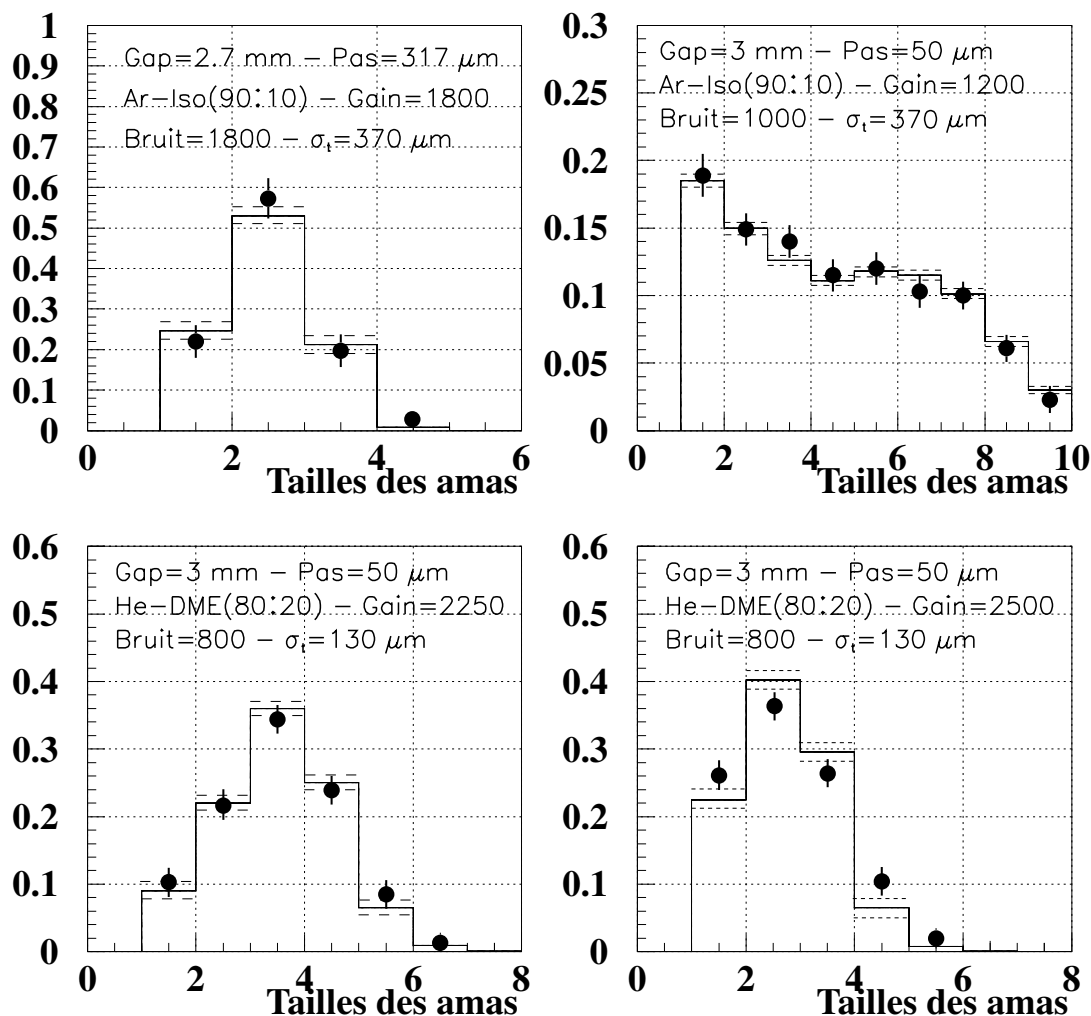 1
0.9
0.8
0.7
0.6
0.5
0.4
0.3
0.2
0.1
0
Gap=2.7 mm – Pas=317 μm
Ar–Iso(90:10) – Gain=1800
Bruit=1800 – σt=370 μm
0 2 4 6
Tailles des amas
0.3
0.25
0.2
0.15
0.1
0.05
0
Gap=3 mm – Pas=50 μm
Ar–Iso(90:10) – Gain=1200
Bruit=1000 – σt=370 μm
0 2 4 6 8 10
Tailles des amas
0.6
0.5
0.4
0.3
0.2
0.1
0
Gap=3 mm – Pas=50 μm
He–DME(80:20) – Gain=2250
Bruit=800 – σt=130 μm
0 2 4 6 8
Tailles des amas
0.6
0.5
0.4
0.3
0.2
0.1
0
Gap=3 mm – Pas=50 μm
He–DME(80:20) – Gain=2500
Bruit=800 – σt=130 μm
0 2 4 6 8
Tailles des amas